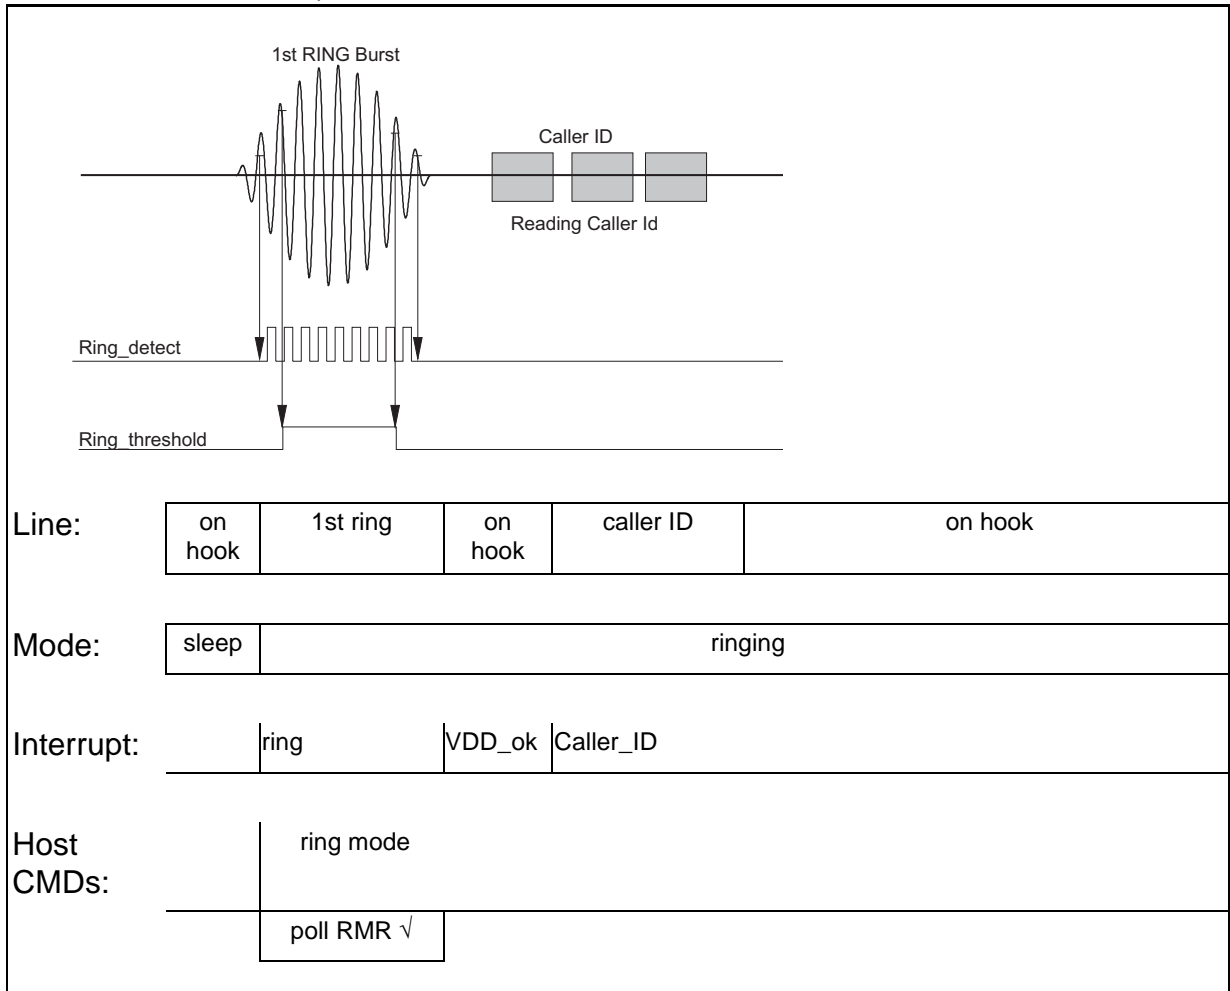 1st RING Burst
Caller ID
Reading Caller Id
Ring_detect
Ring_threshold
Line:
on
hook
1st ring
on
hook
caller ID
on hook
Mode:
sleep
ringing
Interrupt:
ring
VDD_ok
Caller_ID
Host
CMDs:
ring mode
poll RMR √